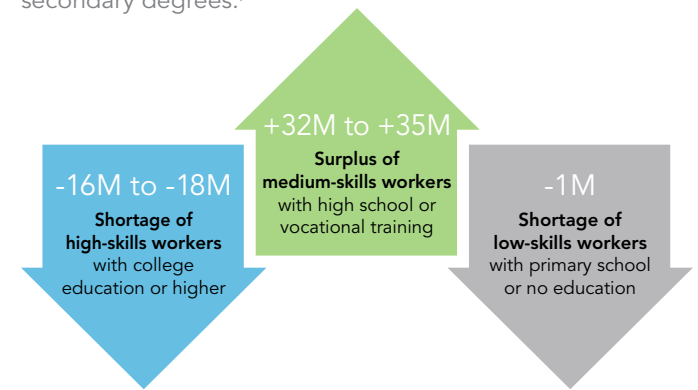 secondary degrees.
-16M to -18M
Shortage of
high-skills workers
with college
education or higher
+32M to +35M
Surplus of
medium-skills workers
with high school or
vocational training
-1M
Shortage of
low-skills workers
with primary school
or no education